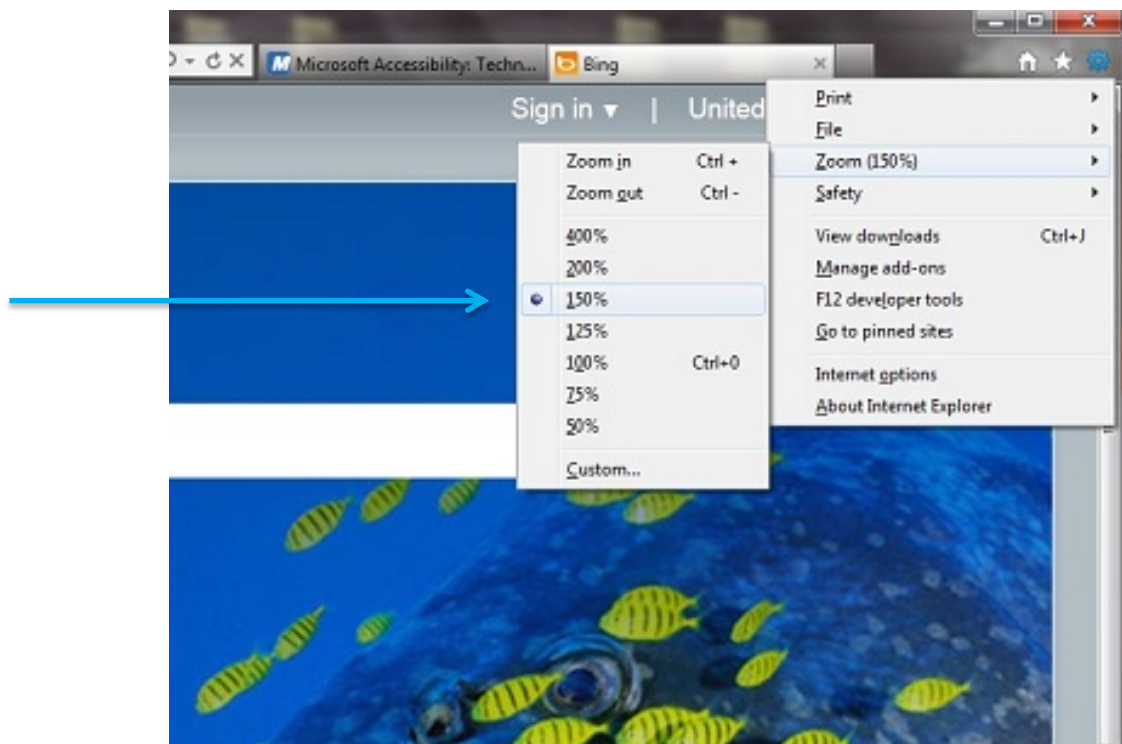 Microsoft Accessibility: Techn...
Bing
Sign in ▾ | United
Print
File
Zoom (150%)
Safety
View downloads Ctrl+J
Manage add-ons
F12 developer tools
Go to pinned sites
Internet options
About Internet Explorer
Zoom in Ctrl +
Zoom out Ctrl -
400%
200%
150%
125%
100% Ctrl+0
75%
50%
Custom...